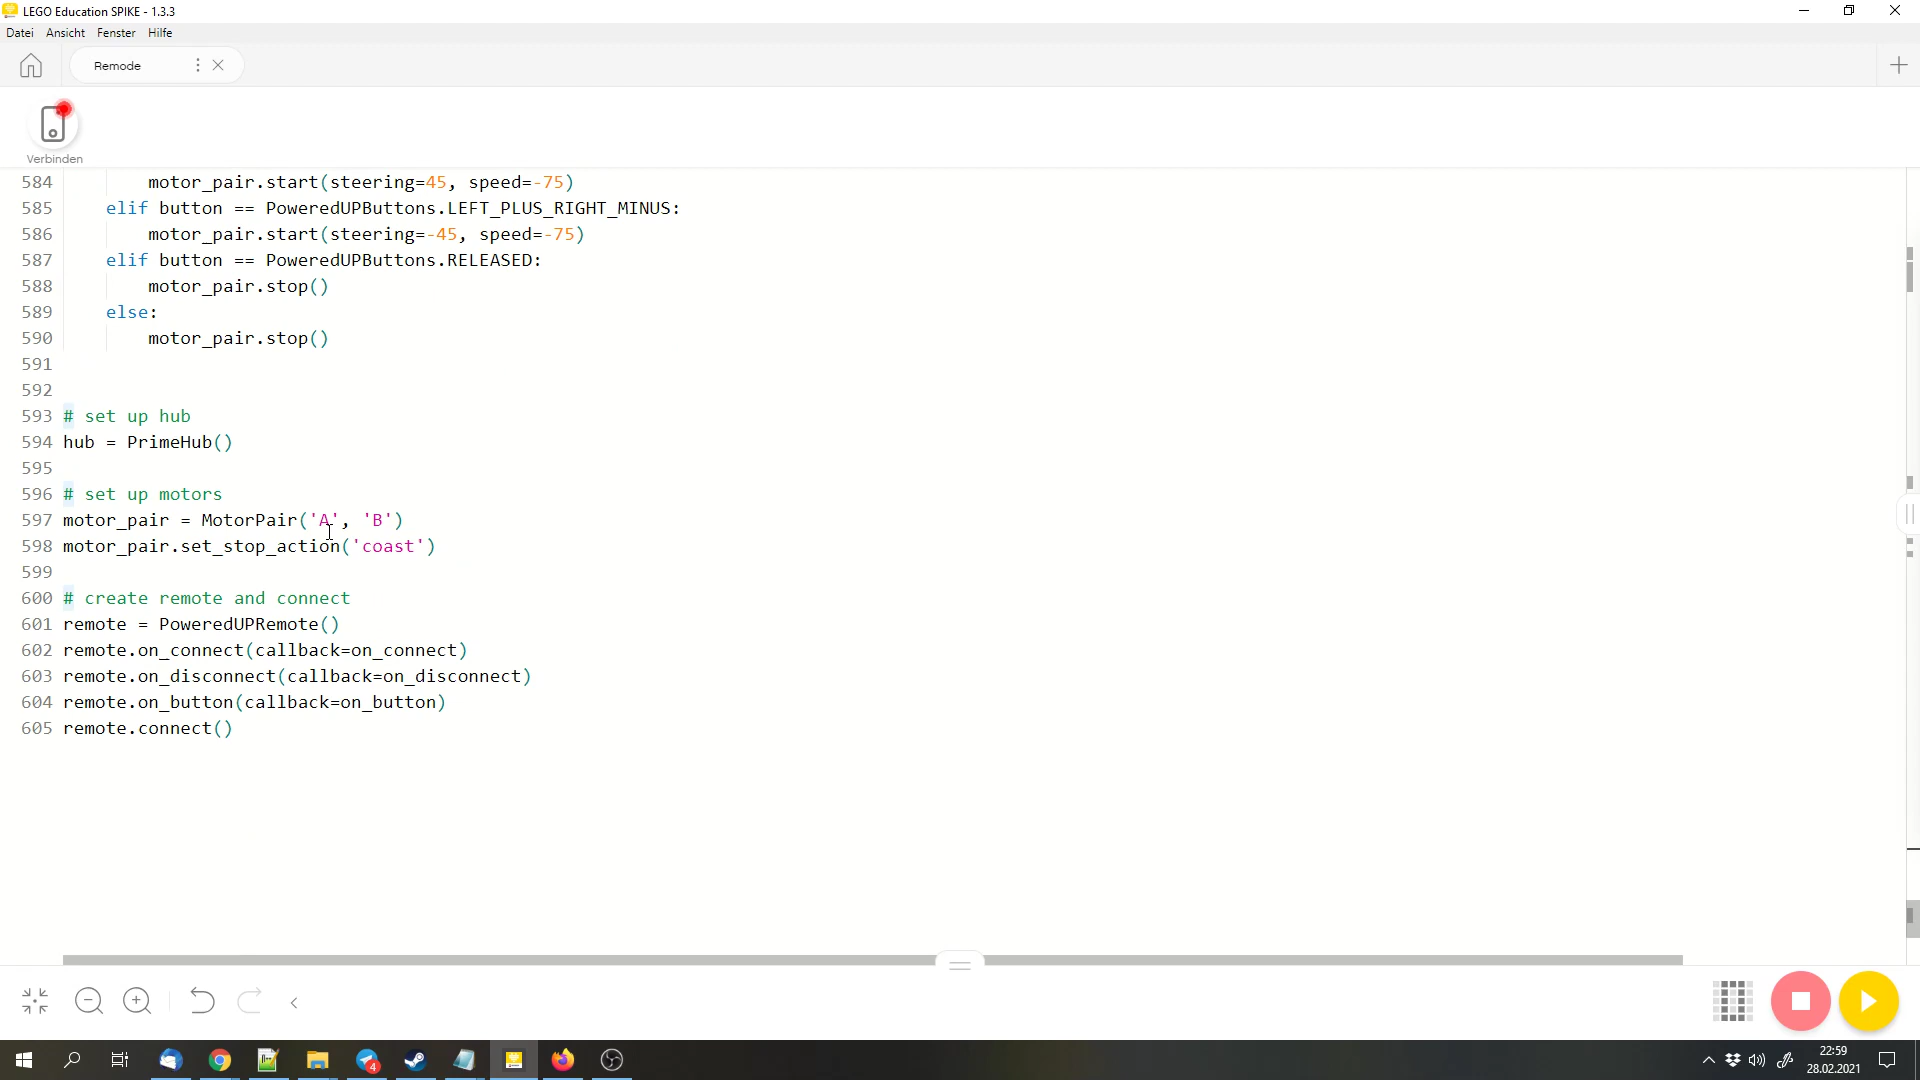 LEGO Education SPIKE - 1.3.3
Datei Ansicht Fenster Hilfe
Remode
Verbinden
584 motor_pair.start(steering=45, speed=-75)
585 elif button == PoweredUPButtons.LEFT_PLUS_RIGHT_MINUS:
586 motor_pair.start(steering=-45, speed=-75)
587 elif button == PoweredUPButtons.RELEASED:
588 motor_pair.stop()
589 else:
590 motor_pair.stop()
591
592
593 # set up hub
594 hub = PrimeHub()
595
596 # set up motors
597 motor_pair = MotorPair('A', 'B')
598 motor_pair.set_stop_action('coast')
599
600 # create remote and connect
601 remote = PoweredUPRemote()
602 remote.on_connect(callback=on_connect)
603 remote.on_disconnect(callback=on_disconnect)
604 remote.on_button(callback=on_button)
605 remote.connect()
4
22:59
28.02.2021